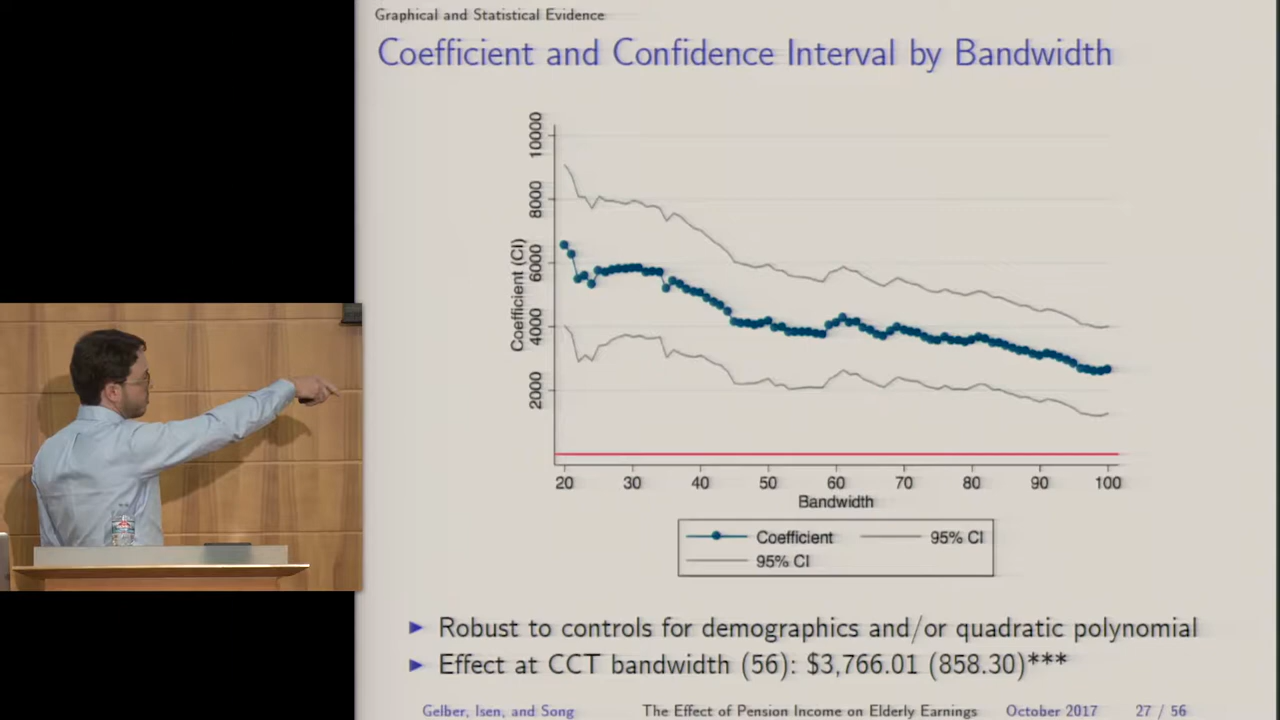 Graphical and Statistical Evidence
Coefficient and Confidence Interval by Bandwidth
10000
8000
6000
4000
2000
Coefficient (CI)
20 30 40 50 60 70 80 90 100
Bandwidth
Coefficient 95% CI
95% CI
Robust to controls for demographics and/or quadratic polynomial
Effect at CCT bandwidth (56): $3,766.01 (858.30)***
Gelber, Isen, and Song The Effect of Pension Income on Elderly Earnings October 2017 27 / 56